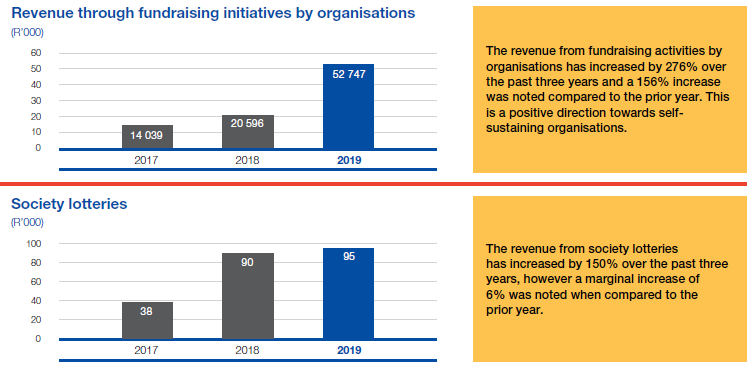 Revenue through fundraising initiatives by organisations
(R'000)
60
50
40
30
20
10
0
14 039
20 596
52 747
2017
2018
2019
The revenue from fundraising activities by
organisations has increased by 276% over
the past three years and a 156% increase
was noted compared to the prior year. This
is a positive direction towards self-
sustaining organisations.
Society lotteries
(R'000)
100
80
60
40
20
0
38
90
95
2017
2018
2019
The revenue from society lotteries
has increased by 150% over the past three
years, however a marginal increase of
6% was noted when compared to the
prior year.